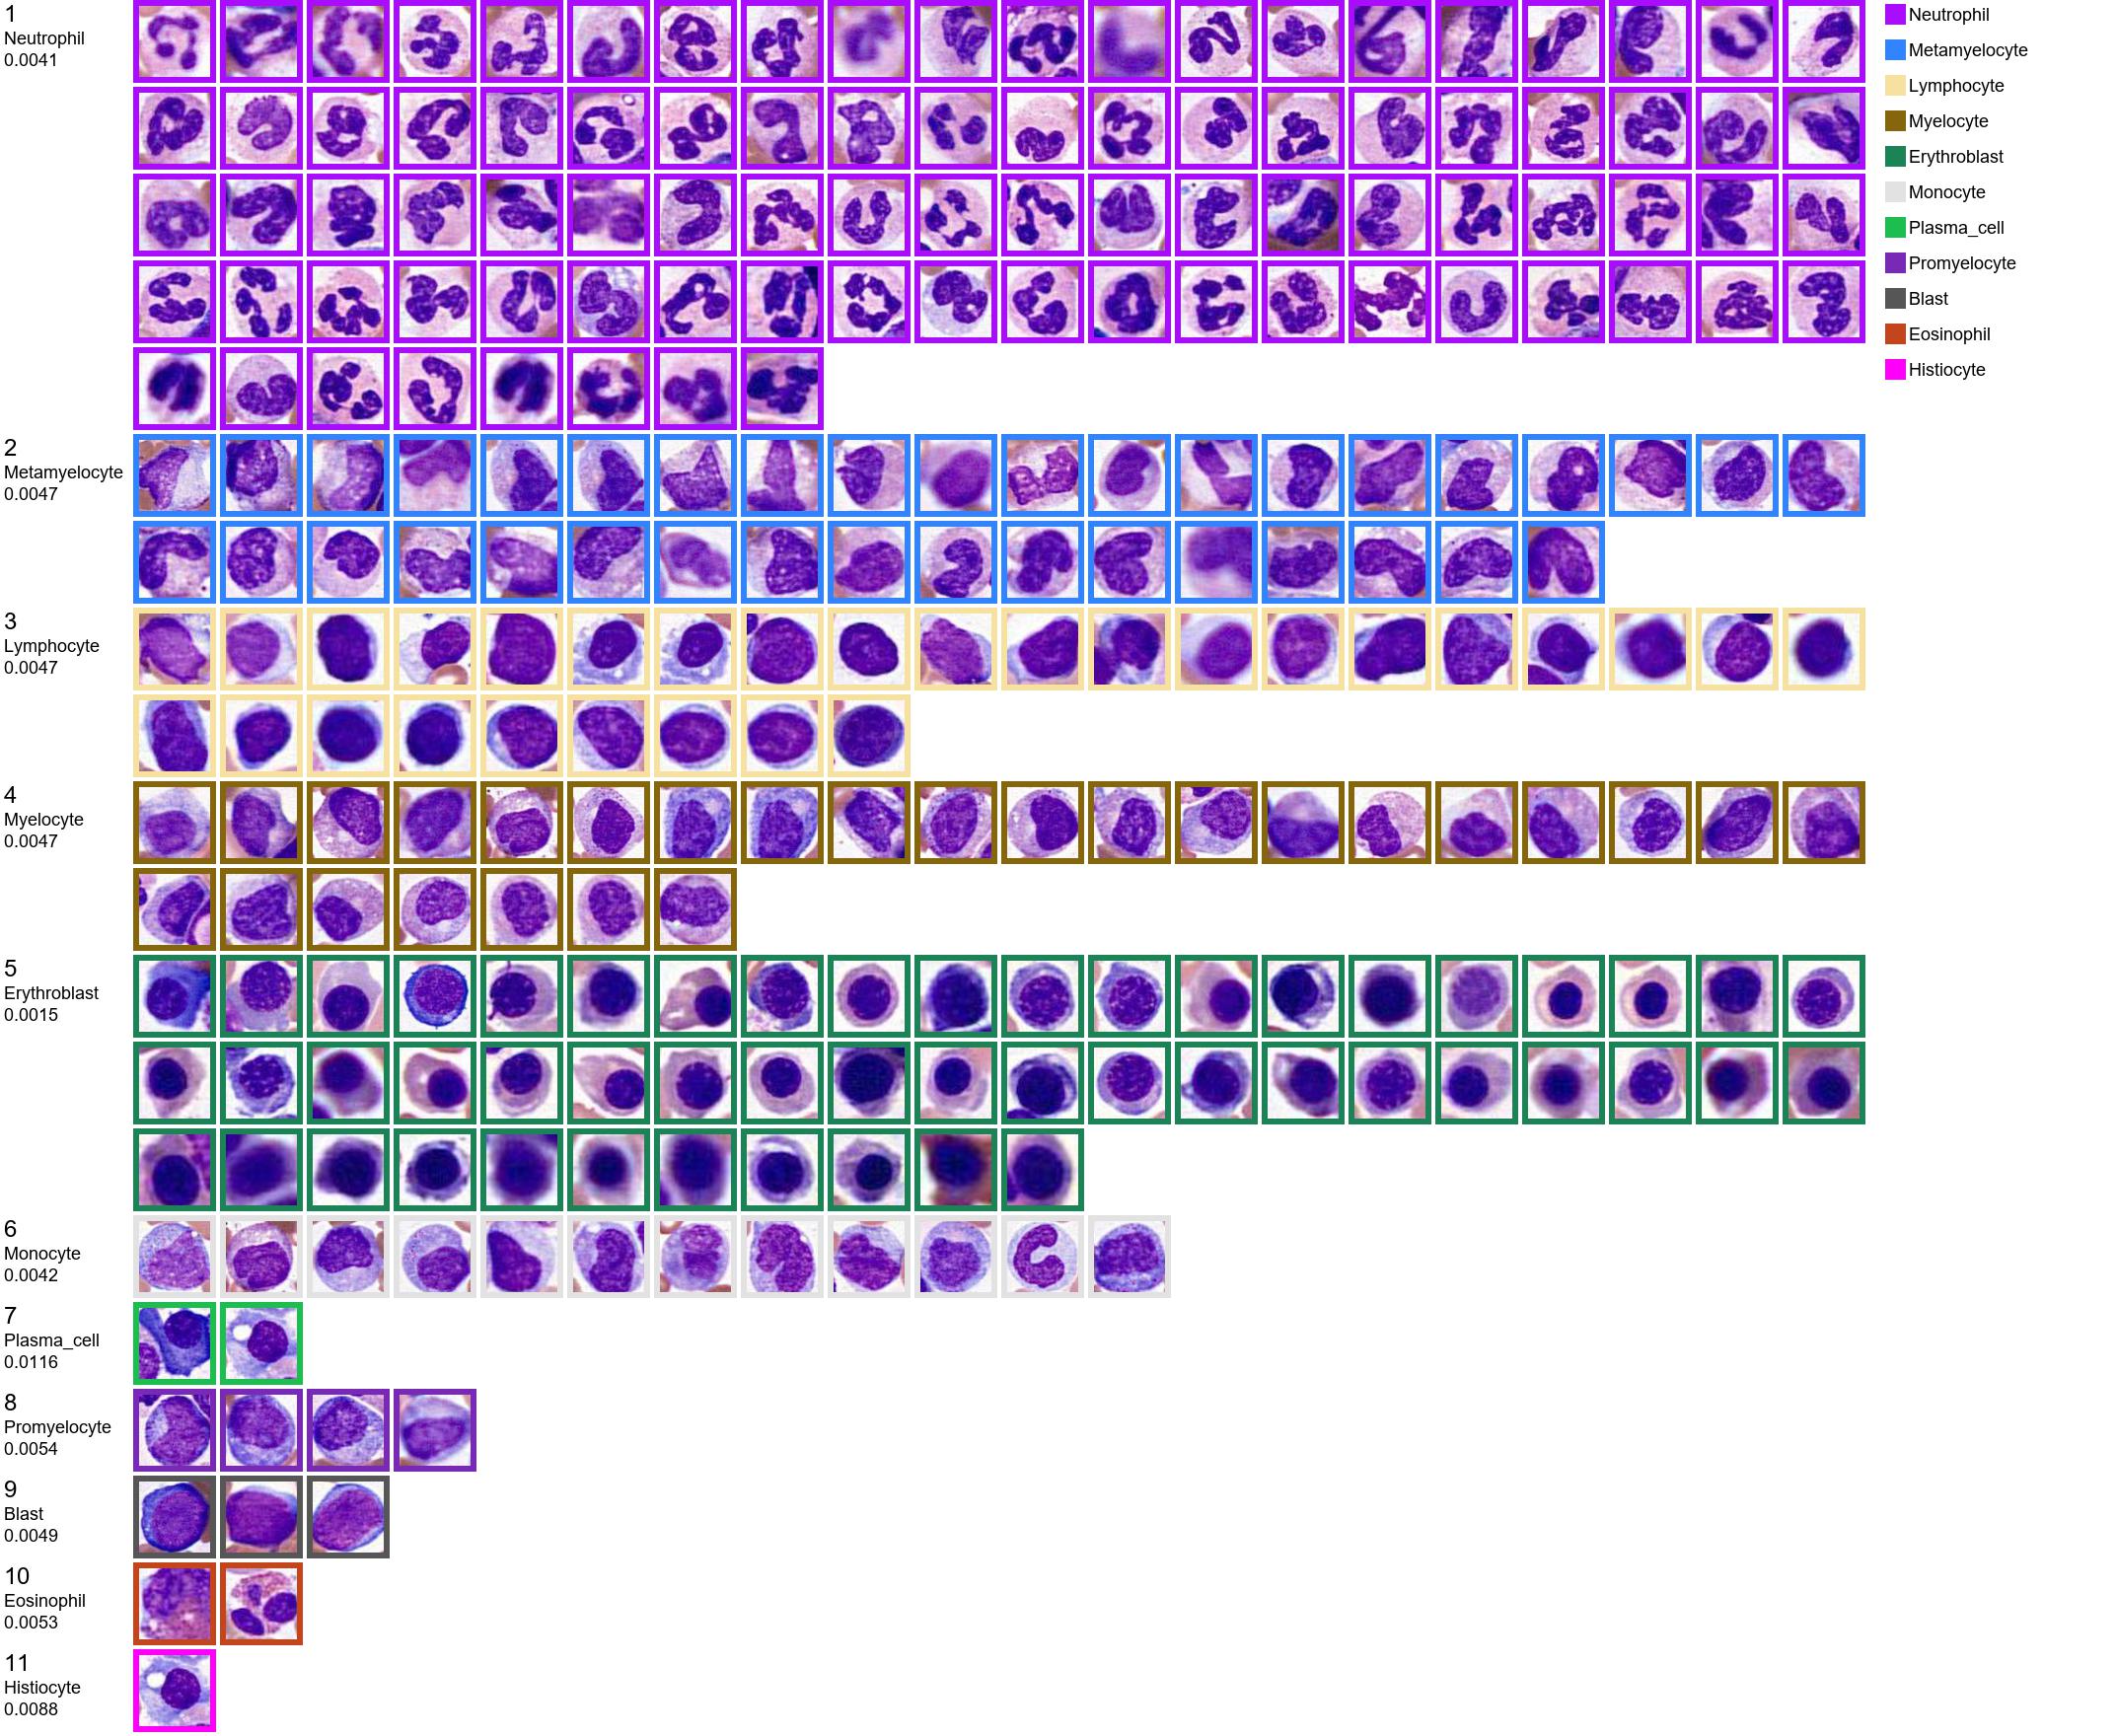 1
Neutrophil
0.0041
2
Metamyelocyte
0.0047
3
Lymphocyte
0.0047
4
Myelocyte
0.0047
5
Erythroblast
0.0015
6
Monocyte
0.0042
7
Plasma_cell
0.0116
8
Promyelocyte
0.0054
9
Blast
0.0049
10
Eosinophil
0.0053
11
Histiocyte
0.0088
Neutrophil
Metamyelocyte
Lymphocyte
Myelocyte
Erythroblast
Monocyte
Plasma_cell
Promyelocyte
Blast
Eosinophil
Histiocyte